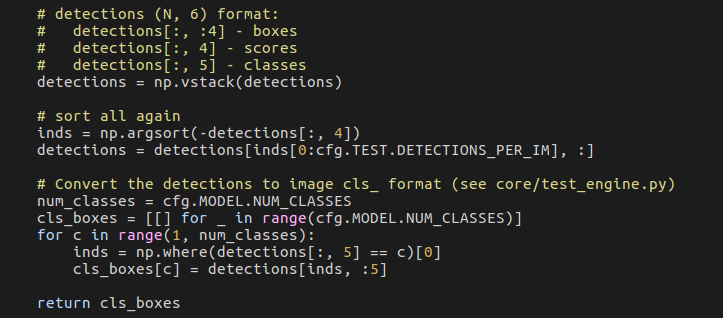 # detections (N, 6) format:
#   detections[:, :4] - boxes
#   detections[:, 4] - scores
#   detections[:, 5] - classes
detections = np.vstack(detections)

# sort all again
inds = np.argsort(-detections[:, 4])
detections = detections[inds[0:cfg.TEST.DETECTIONS_PER_IM], :]

# Convert the detections to image cls_ format (see core/test_engine.py)
num_classes = cfg.MODEL.NUM_CLASSES
cls_boxes = [[] for _ in range(cfg.MODEL.NUM_CLASSES)]
for c in range(1, num_classes):
    inds = np.where(detections[:, 5] == c)[0]
    cls_boxes[c] = detections[inds, :5]

return cls_boxes